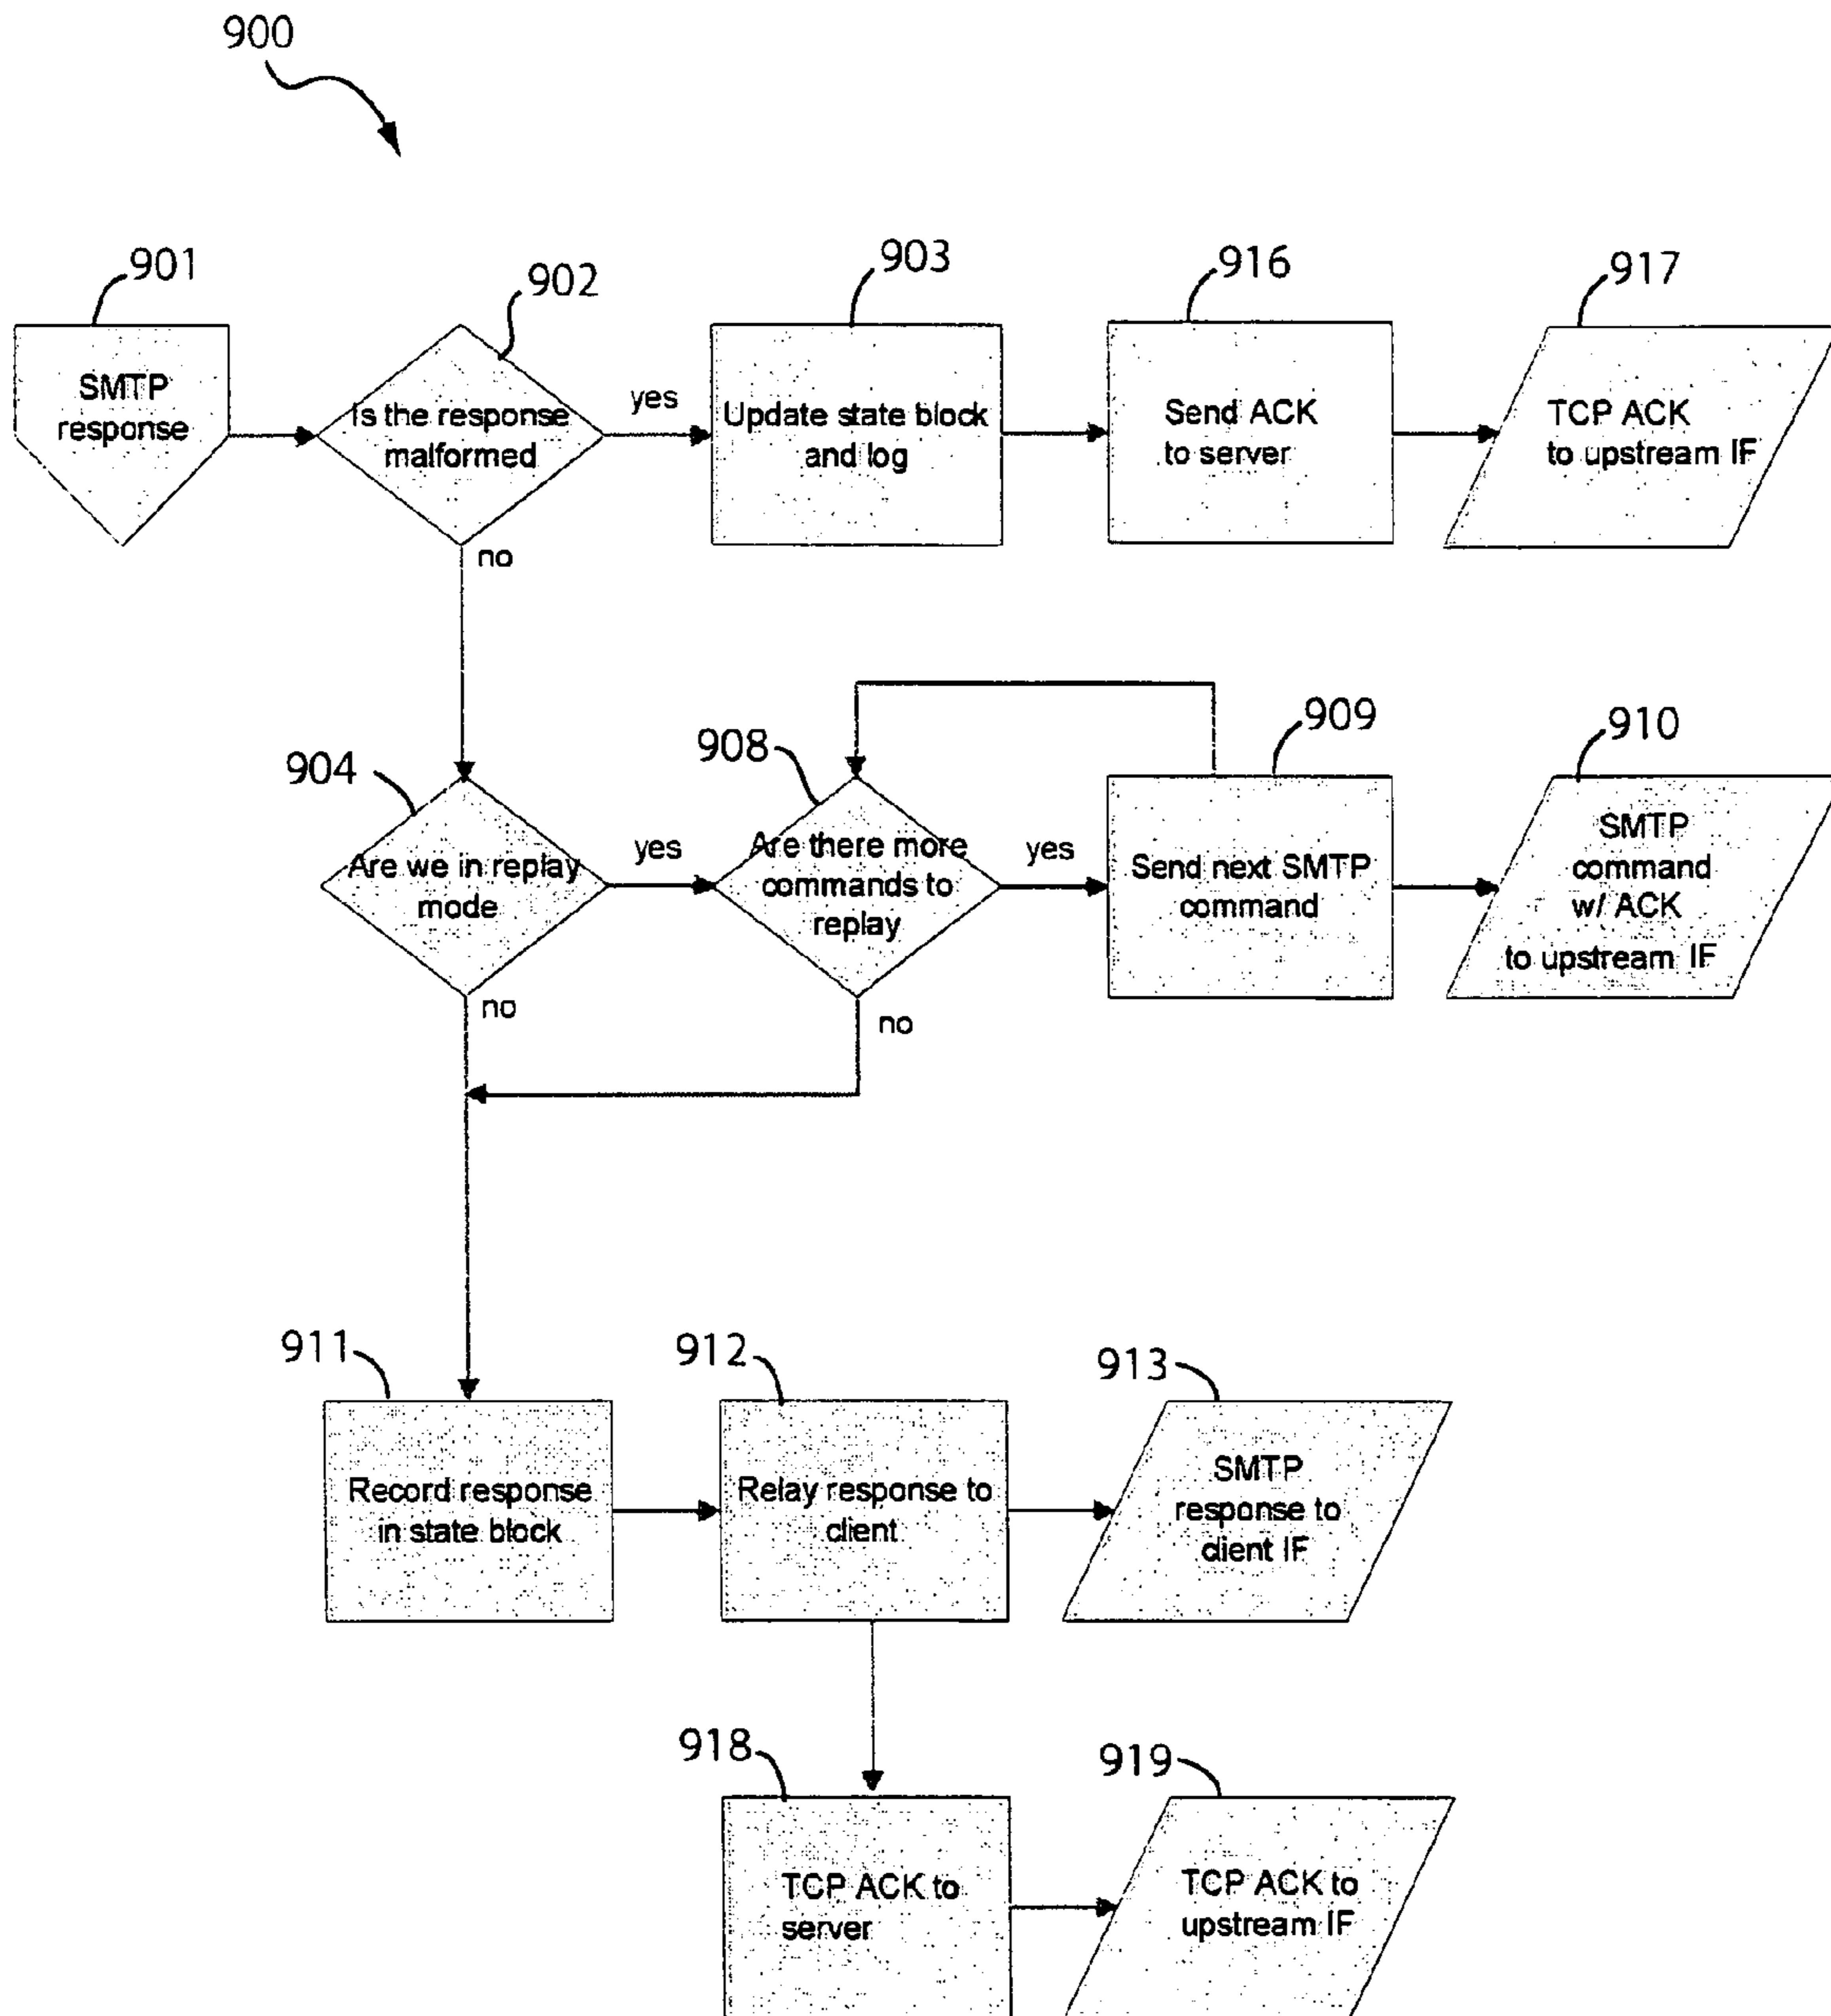 900
901
902
903
916
917
SMTP
response
Is the response
malformed
yes
Update state block
and log
Send ACK
to server
TCP ACK
to upstream IF
no
904
908
909
910
Are we in replay
mode
yes
Are there more
commands to
replay
yes
Send next SMTP
command
SMTP
command
w/ ACK
to upstream IF
no
no
911
912
913
Record response
in state block
Relay response to
client
SMTP
response to
client IF
918
919
TCP ACK to
server
TCP ACK to
upstream IF